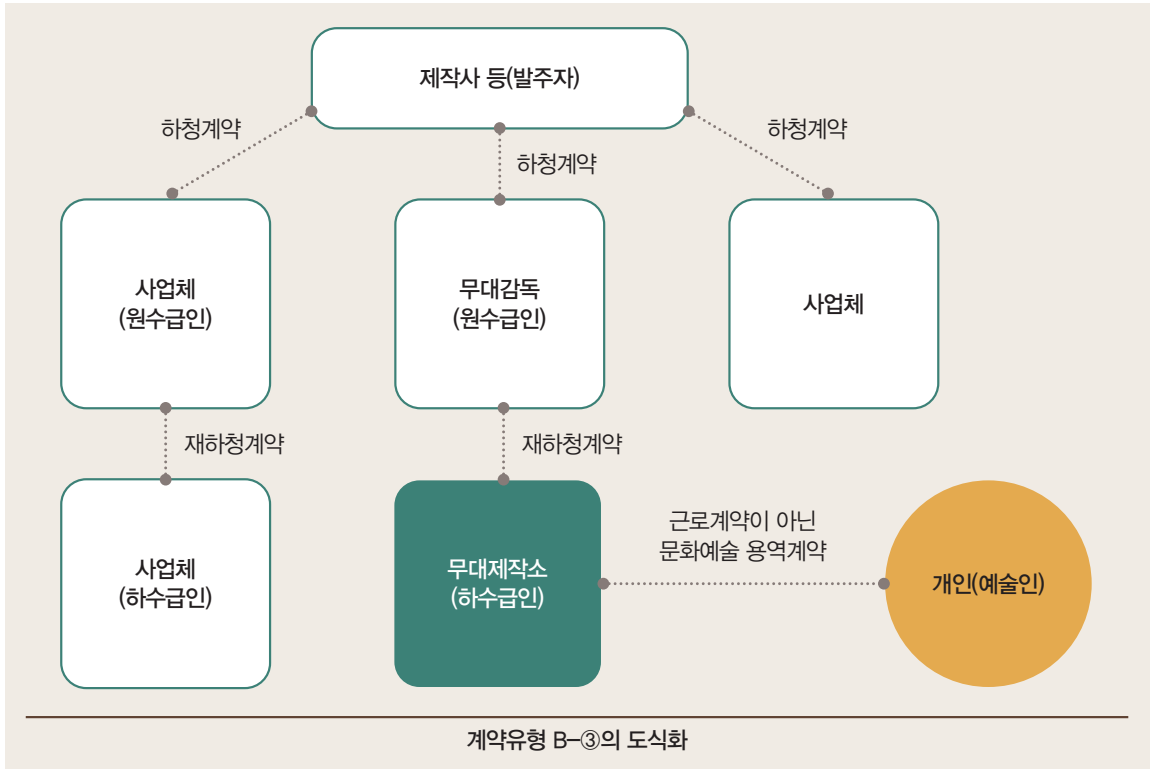 제작사 등(발주자)
하청계약
하청계약
하청계약
사업체
(원수급인)
무대감독
(원수급인)
사업체
재하청계약
재하청계약
사업체
(하수급인)
무대제작소
(하수급인)
근로계약이 아닌
문화예술 용역계약
개인(예술인)
계약유형 B-③의 도식화